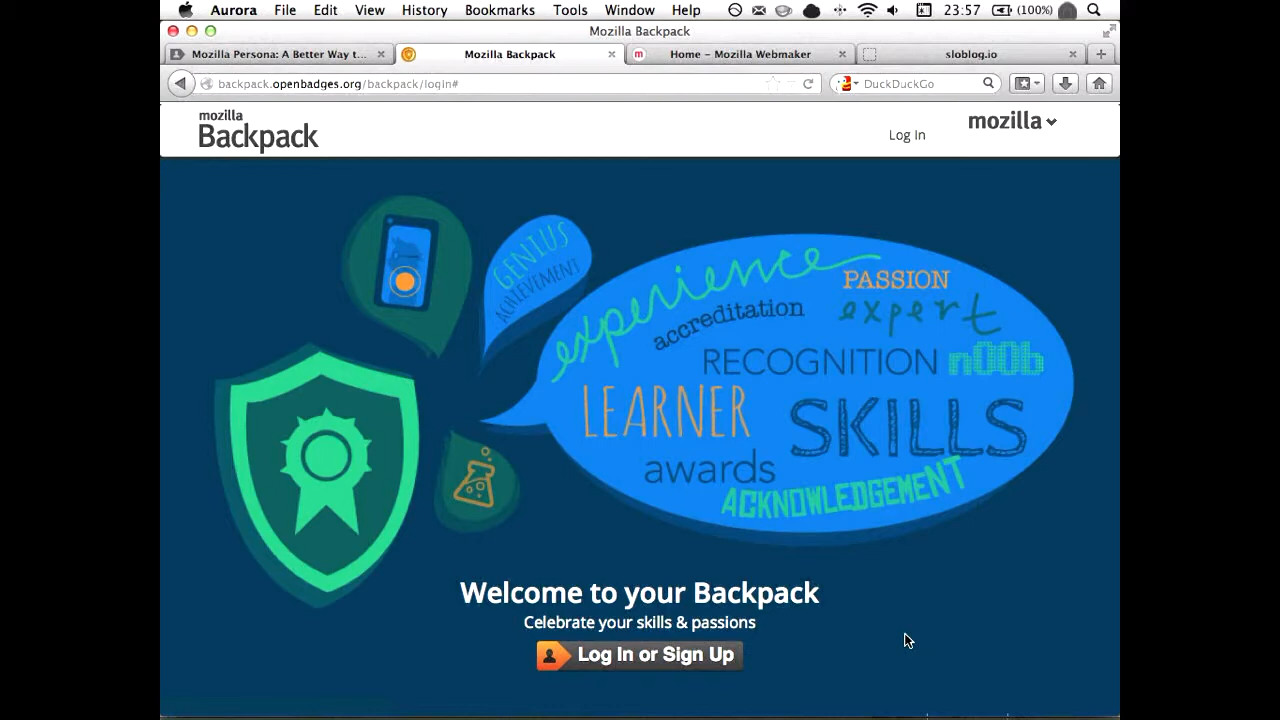 Aurora File Edit View History Bookmarks Tools Window Help 23:57 (100%)
Mozilla Backpack
Mozilla Persona: A Better Way t... Mozilla Backpack m Home – Mozilla Webmaker sloblog.io
backpack.openbadges.org/backpack/login# DuckDuckGo
mozilla
Backpack
Log In
mozilla
GENIUS
ACHIEVEMENT
experience
PASSION
accreditation
expert
RECOGNITION
n00b
LEARNER
SKILLS
awards
ACKNOWLEDGEMENT
Welcome to your Backpack
Celebrate your skills & passions
Log In or Sign Up